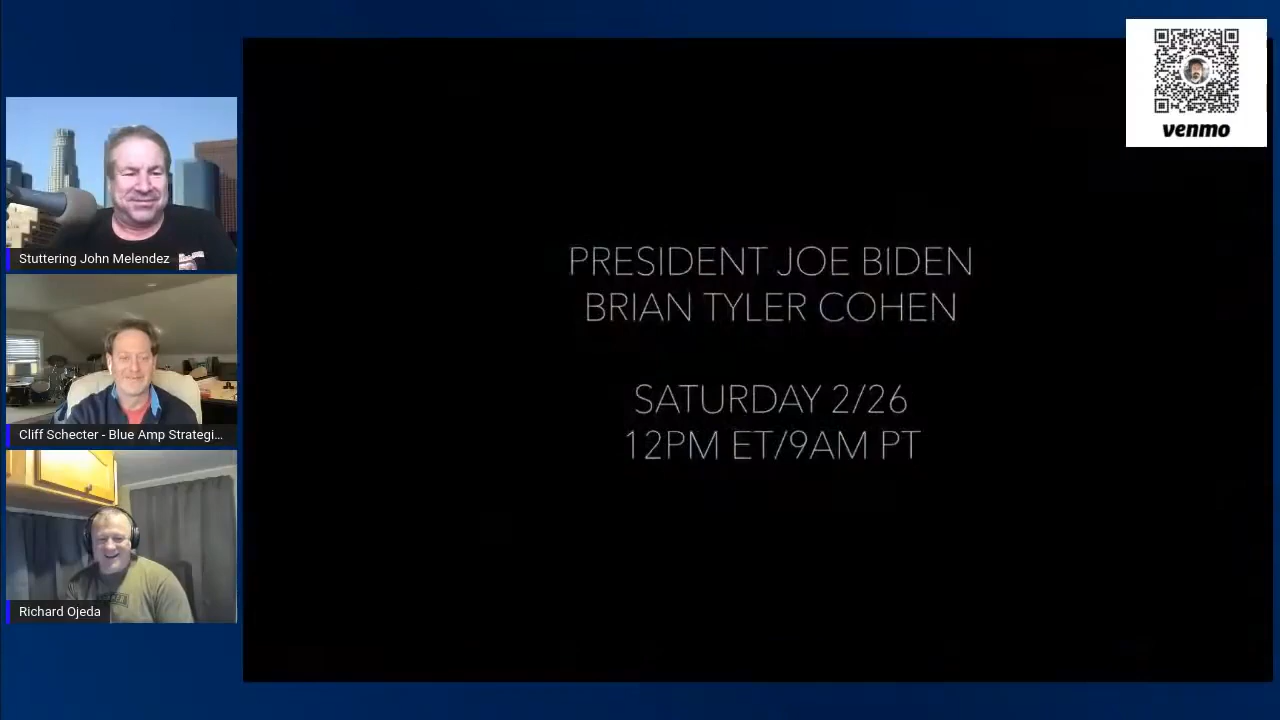 venmo
Stuttering John Melendez
Cliff Schecter - Blue Amp Strategi...
Richard Ojeda
PRESIDENT JOE BIDEN
BRIAN TYLER COHEN
SATURDAY 2/26
12PM ET/9AM PT